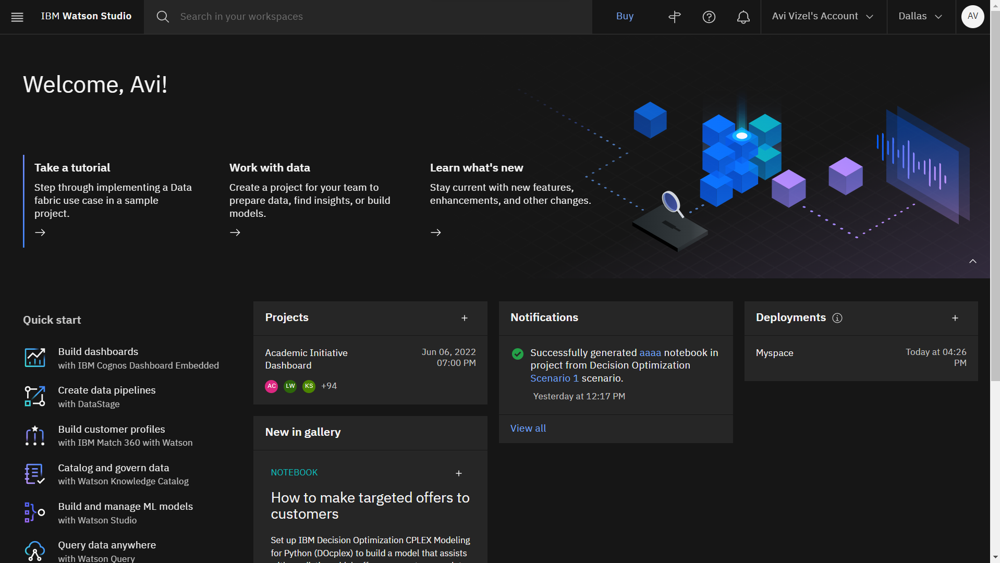 IBM Watson Studio
Search in your workspaces
Buy
Avi Vizel's Account
Dallas
AV
Welcome, Avi!
Take a tutorial
Step through implementing a Data
fabric use case in a sample
project.
Work with data
Create a project for your team to
prepare data, find insights, or build
models.
Learn what's new
Stay current with new features,
enhancements, and other changes.
Quick start
Build dashboards
with IBM Cognos Dashboard Embedded
Create data pipelines
with DataStage
Build customer profiles
with IBM Match 360 with Watson
Catalog and govern data
with Watson Knowledge Catalog
Build and manage ML models
with Watson Studio
Query data anywhere
with Watson Query
Projects
Academic Initiative
Dashboard
Jun 06, 2022
07:00 PM
AC LW KS +94
New in gallery
NOTEBOOK
How to make targeted offers to
customers
Set up IBM Decision Optimization CPLEX Modeling
for Python (DOcplex) to build a model that assists
Notifications
Successfully generated aaaa notebook in
project from Decision Optimization
Scenario 1 scenario.
Yesterday at 12:17 PM
View all
Deployments
Myspace
Today at 04:26
PM